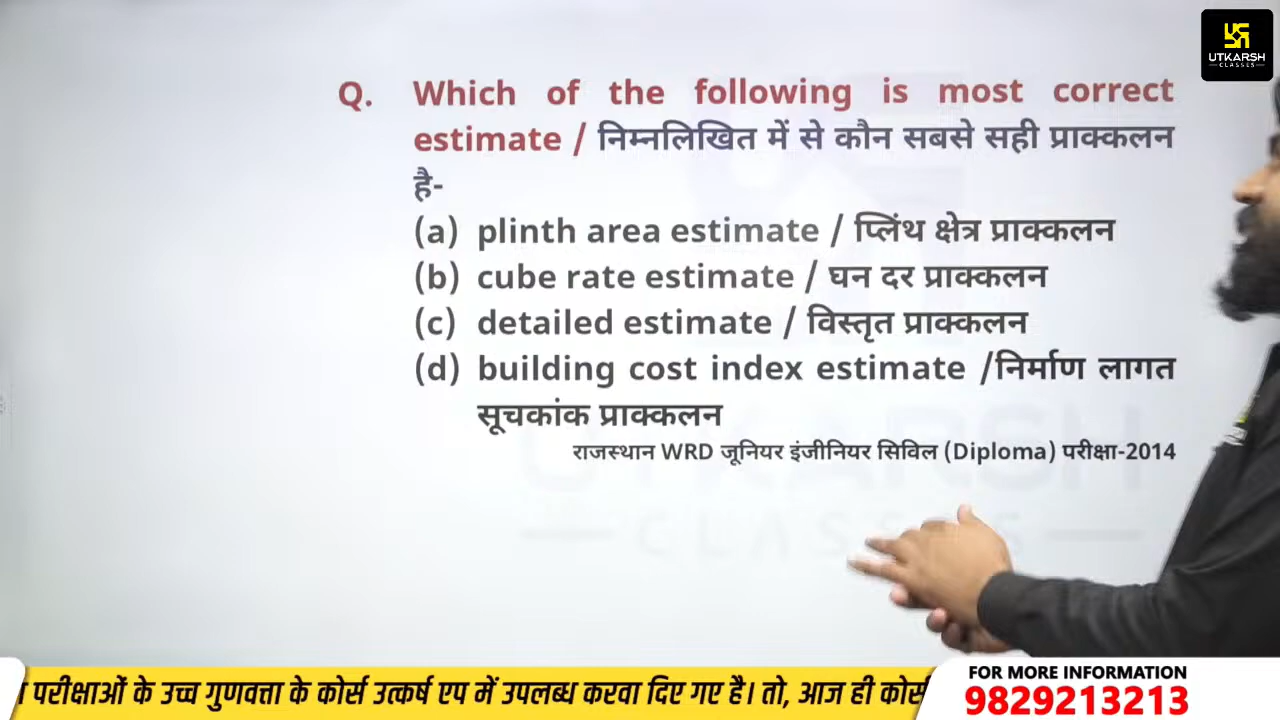 UTKARSH
CLASSES
Q. Which of the following is most correct
estimate / निम्नलिखित में से कौन सबसे सही प्राक्कलन
है-
(a) plinth area estimate / प्लिंथ क्षेत्र प्राक्कलन
(b) cube rate estimate / घन दर प्राक्कलन
(c) detailed estimate / विस्तृत प्राक्कलन
(d) building cost index estimate /निर्माण लागत
सूचकांक प्राक्कलन
राजस्थान WRD जूनियर इंजीनियर सिविल (Diploma) परीक्षा-2014
UTKARSH
CLASSES
परीक्षाओं के उच्च गुणवत्ता के कोर्स उत्कर्ष एप में उपलब्ध करवा दिए गए है। तो, आज ही कोर्स
FOR MORE INFORMATION
9829213213